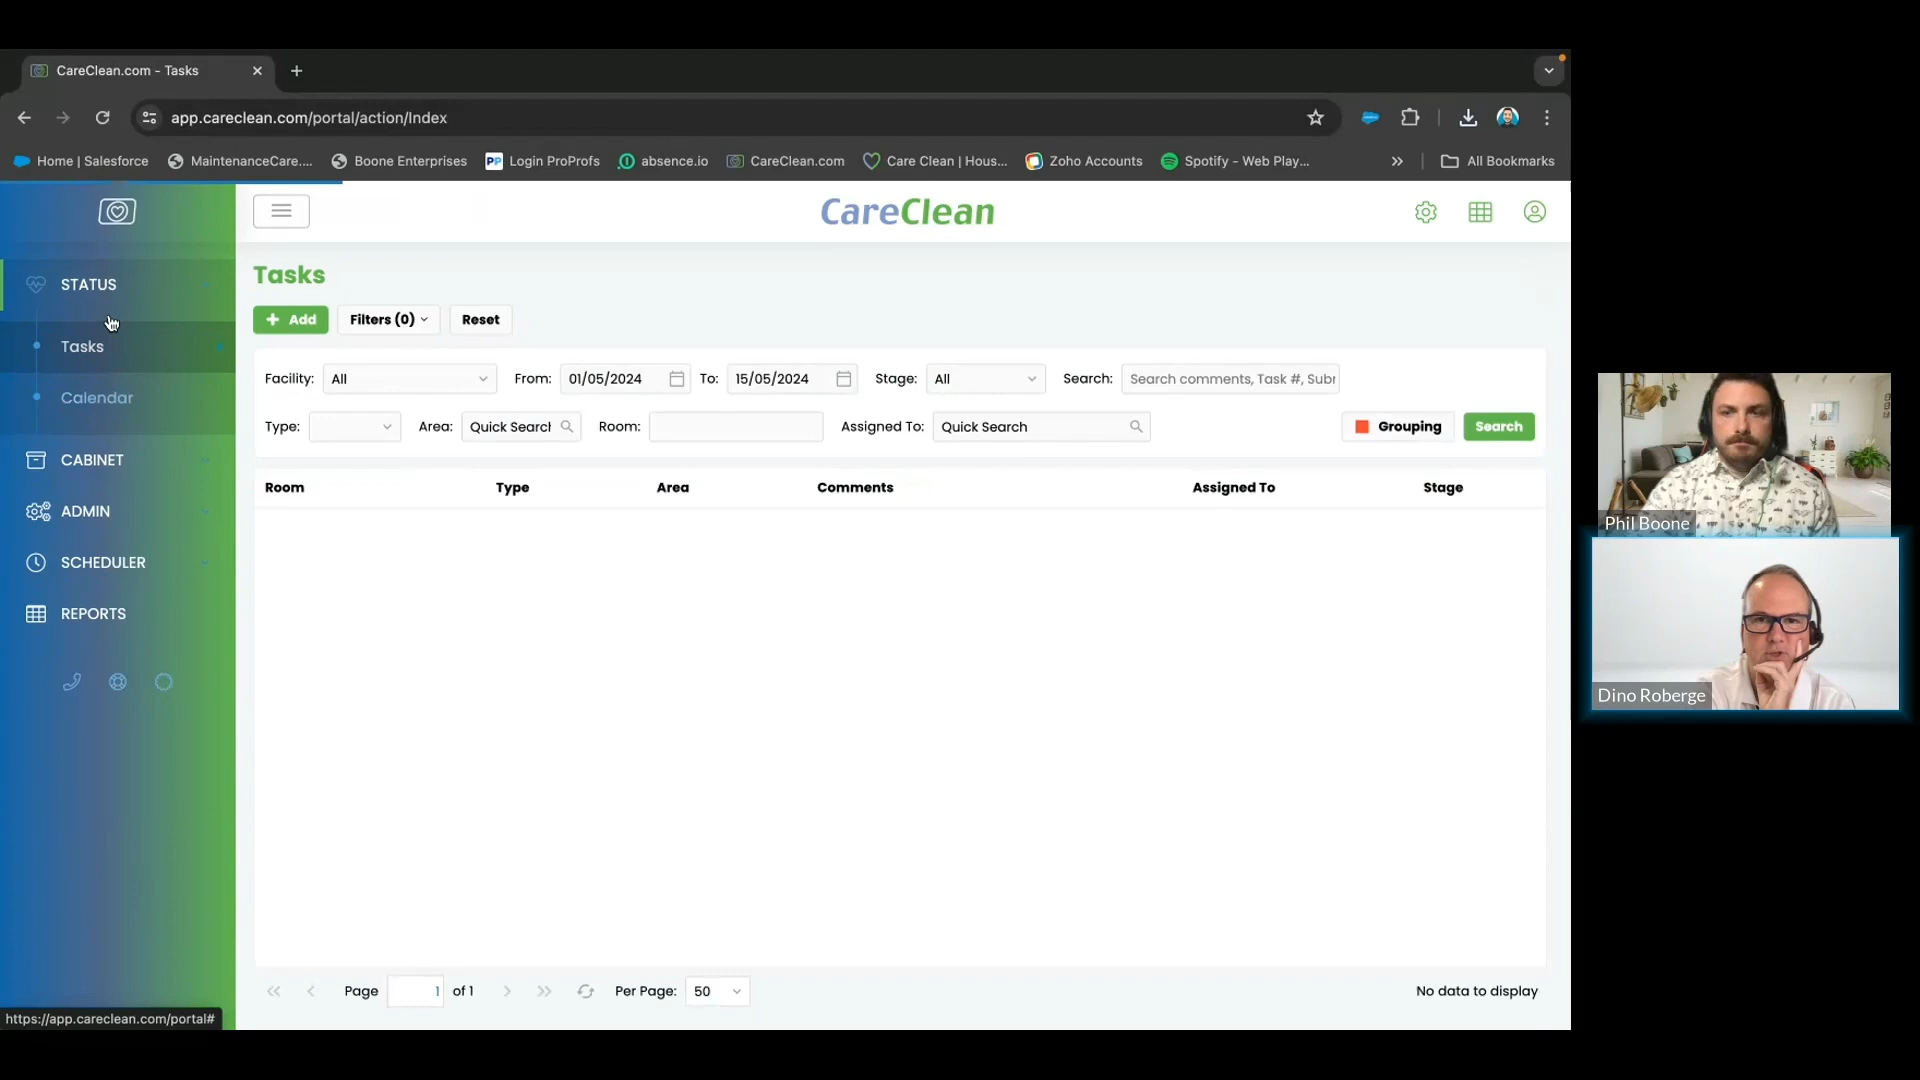 CareClean.com - Tasks
app.careclean.com/portal/action/Index
Home | Salesforce
MaintenanceCare....
Boone Enterprises
PP Login ProProfs
absence.io
CareClean.com
Care Clean | Hous...
Zoho Accounts
Spotify - Web Play...
All Bookmarks
CareClean
STATUS
Tasks
Calendar
CABINET
ADMIN
SCHEDULER
REPORTS
Tasks
+ Add Filters (0) Reset
Facility: All From: 01/05/2024 To: 15/05/2024 Stage: All Search: Search comments, Task #, Subr
Type: Area: Quick Search Room: Assigned To: Quick Search Grouping Search
Room Type Area Comments Assigned To Stage
Page 1 of 1 Per Page: 50 No data to display
https://app.careclean.com/portal#
Phil Boone
Dino Roberge